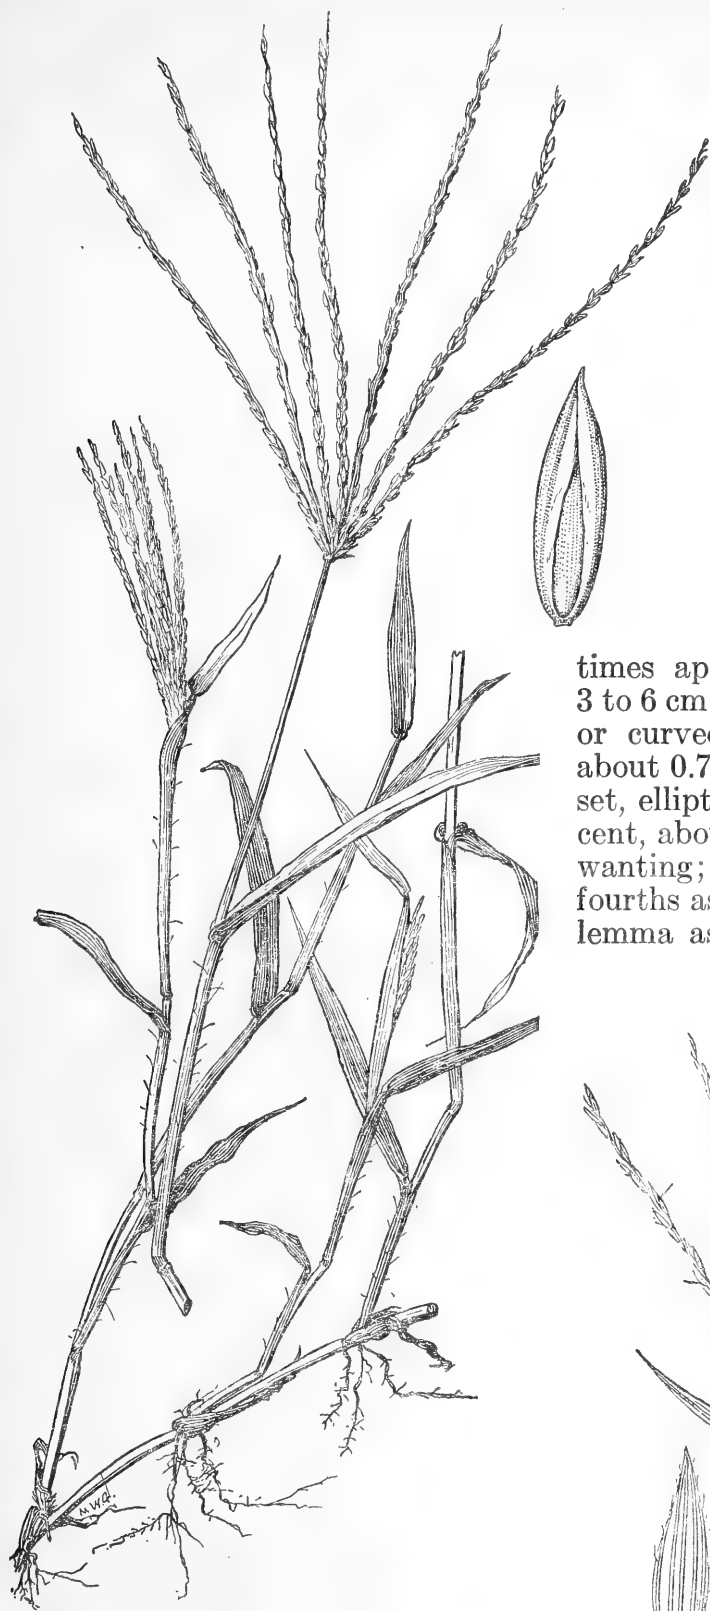 times ap
3 to 6 cm
or curved
about 0.7
set, ellipt
cent, abo
wanting;
fourths as
lemma as
M.W.G.